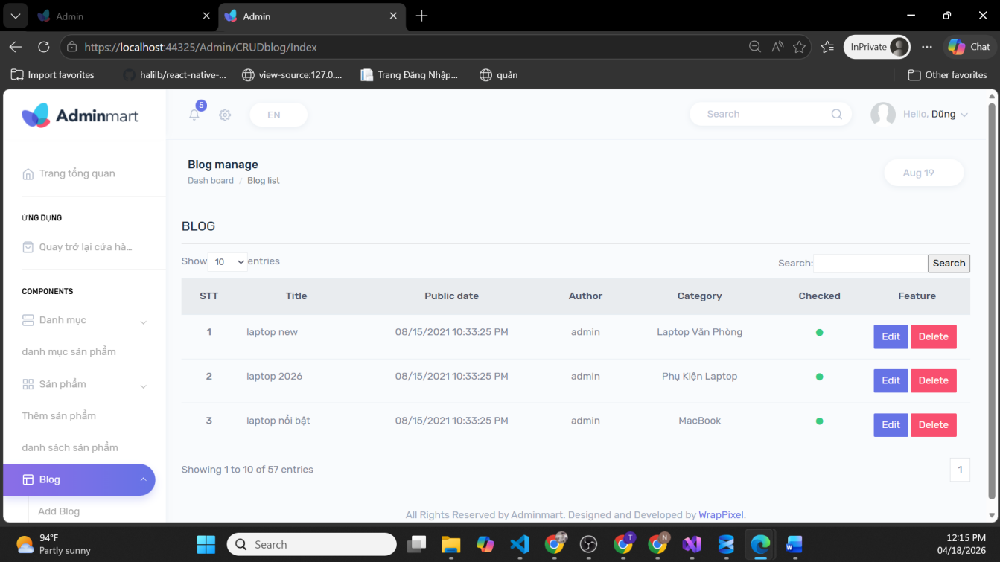 Admin
Admin
https://localhost:44325/Admin/CRUDblog/Index
InPrivate
Chat
Import favorites
halilb/react-native-...
view-source:127.0....
Trang Đăng Nhập...
quản
Other favorites
Adminmart
5
EN
Search
Hello, Dũng
Trang tổng quan
ỨNG DỤNG
Quay trở lại cửa hà...
COMPONENTS
Danh mục
danh mục sản phẩm
Sản phẩm
Thêm sản phẩm
danh sách sản phẩm
Blog
Add Blog
Blog manage
Dash board / Blog list
Aug 19
BLOG
Show 10 entries
Search: Search
STT Title Public date Author Category Checked Feature
1 laptop new 08/15/2021 10:33:25 PM admin Laptop Văn Phòng Edit Delete
2 laptop 2026 08/15/2021 10:33:25 PM admin Phụ Kiện Laptop Edit Delete
3 laptop nổi bật 08/15/2021 10:33:25 PM admin MacBook Edit Delete
Showing 1 to 10 of 57 entries
1
All Rights Reserved by Adminmart. Designed and Developed by WrapPixel.
94°F
Partly sunny
Search
T
N
12:15 PM
04/18/2026